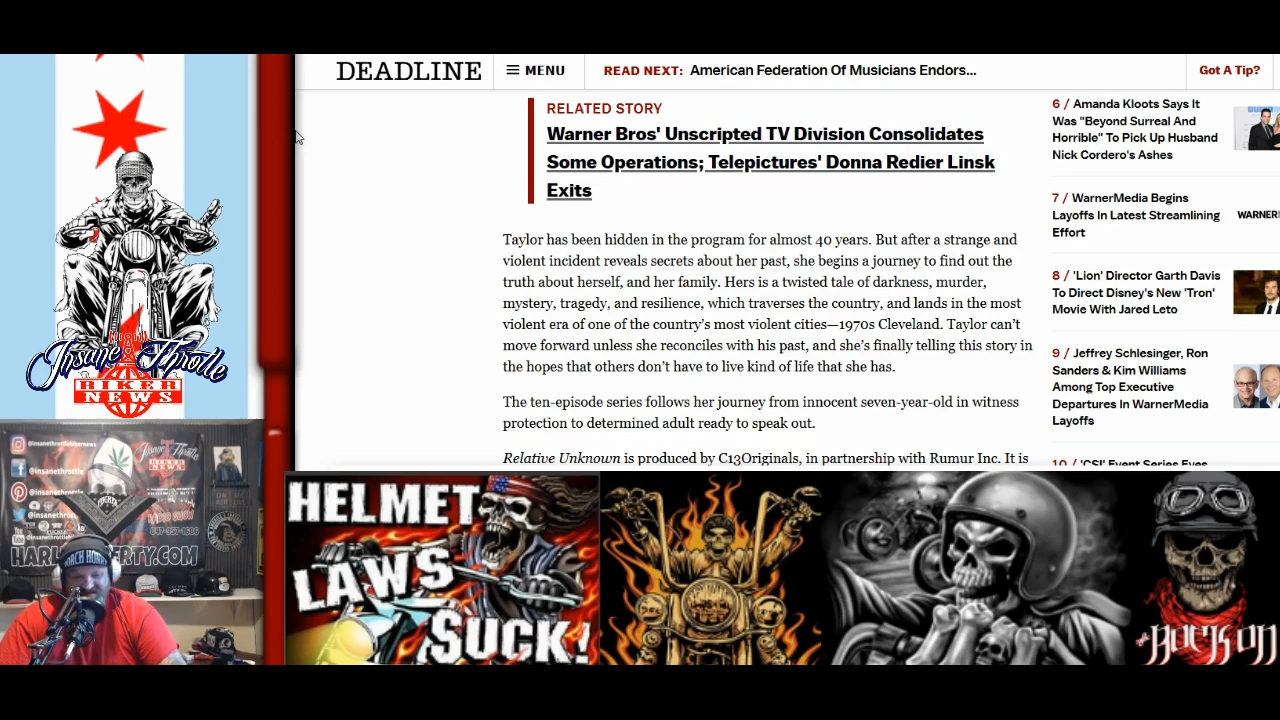 DEADLINE
MENU
READ NEXT: American Federation Of Musicians Endors...
Got A Tip?
RELATED STORY
Warner Bros' Unscripted TV Division Consolidates
Some Operations; Telepictures' Donna Redier Linsk
Exits
Taylor has been hidden in the program for almost 40 years. But after a strange and
violent incident reveals secrets about her past, she begins a journey to find out the
truth about herself, and her family. Hers is a twisted tale of darkness, murder,
mystery, tragedy, and resilience, which traverses the country, and lands in the most
violent era of one of the country's most violent cities—1970s Cleveland. Taylor can't
move forward unless she reconciles with his past, and she's finally telling this story in
the hopes that others don't have to live kind of life that she has.
The ten-episode series follows her journey from innocent seven-year-old in witness
protection to determined adult ready to speak out.
Relative Unknown is produced by C13Originals, in partnership with Rumur Inc. It is
6 / Amanda Kloots Says It
Was "Beyond Surreal And
Horrible" To Pick Up Husband
Nick Cordero's Ashes
7 / WarnerMedia Begins
Layoffs In Latest Streamlining
Effort
WARNER
8 / 'Lion' Director Garth Davis
To Direct Disney's New 'Tron'
Movie With Jared Leto
9 / Jeffrey Schlesinger, Ron
Sanders & Kim Williams
Among Top Executive
Departures In WarnerMedia
Layoffs
10 / 'CSI' Event Series Eyes
Insane Throttle
BIKER
NEWS
@insanethrottlebikernews
@insanethrottle
HELMET
LAWS
SUCK!
ROCK ON